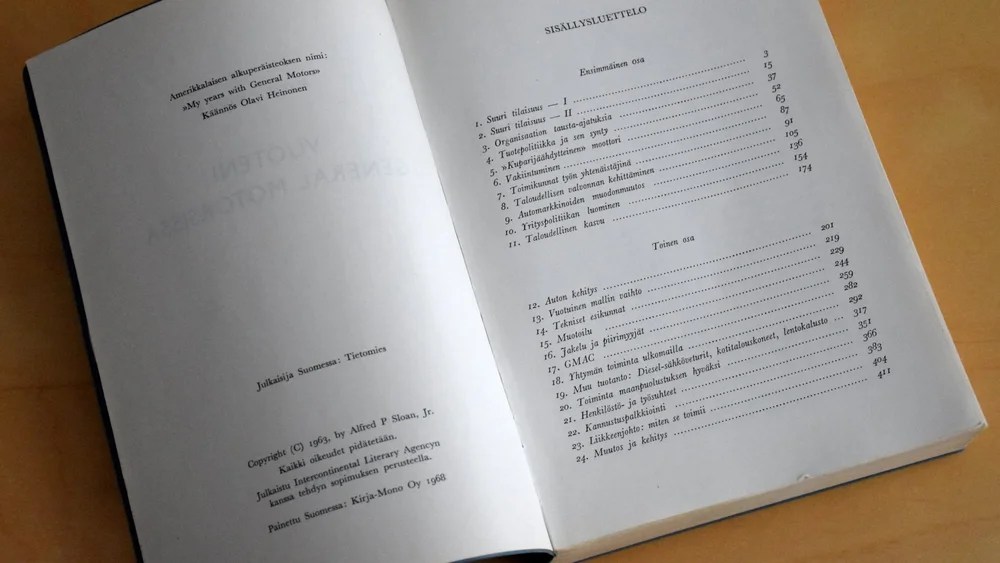 Amerikkalaisen alkuperäisteoksen nimi:
»My years with General Motors»
Käännös Olavi Heinonen
Julkaisija Suomessa: Tietomies
Copyright (C) 1963, by Alfred P Sloan, Jr.
Kaikki oikeudet pidätetään.
Julkaistu Intercontinental Literary Agencyn
kanssa tehdyn sopimuksen perusteella.
Painettu Suomessa: Kirja-Mono Oy 1968
SISÄLLYSLUETTELO
Ensimmäinen osa
1. Suuri tilaisuus — I 3
2. Suuri tilaisuus — II 15
3. Organisaation tausta-ajatuksia 37
4. Tuotepolitiikka ja sen synty 52
5. »Kuparijäähdytteinen» moottori 65
6. Vakiintuminen 87
7. Toimikunnat työn yhtenäistäjinä 91
8. Taloudellisen valvonnan kehittäminen 105
9. Automarkkinoiden muodonmuutos 136
10. Yrityspolitiikan luominen 154
11. Taloudellinen kasvu 174
Toinen osa
12. Auton kehitys 201
13. Vuotuinen mallin vaihto 219
14. Tekniset esikunnat 229
15. Muotoilu 244
16. Jakelu ja piirimyyjät 259
17. GMAC 282
18. Yhtymän toiminta ulkomailla 292
19. Muu tuotanto: Diesel-sähköveturit, kotitalouskoneet, lentokalusto 317
20. Toiminta maanpuolustuksen hyväksi 351
21. Henkilöstö- ja työsuhteet 366
22. Kannustuspalkkiointi 383
23. Liikkeenjohto: miten se toimii 404
24. Muutos ja kehitys 411